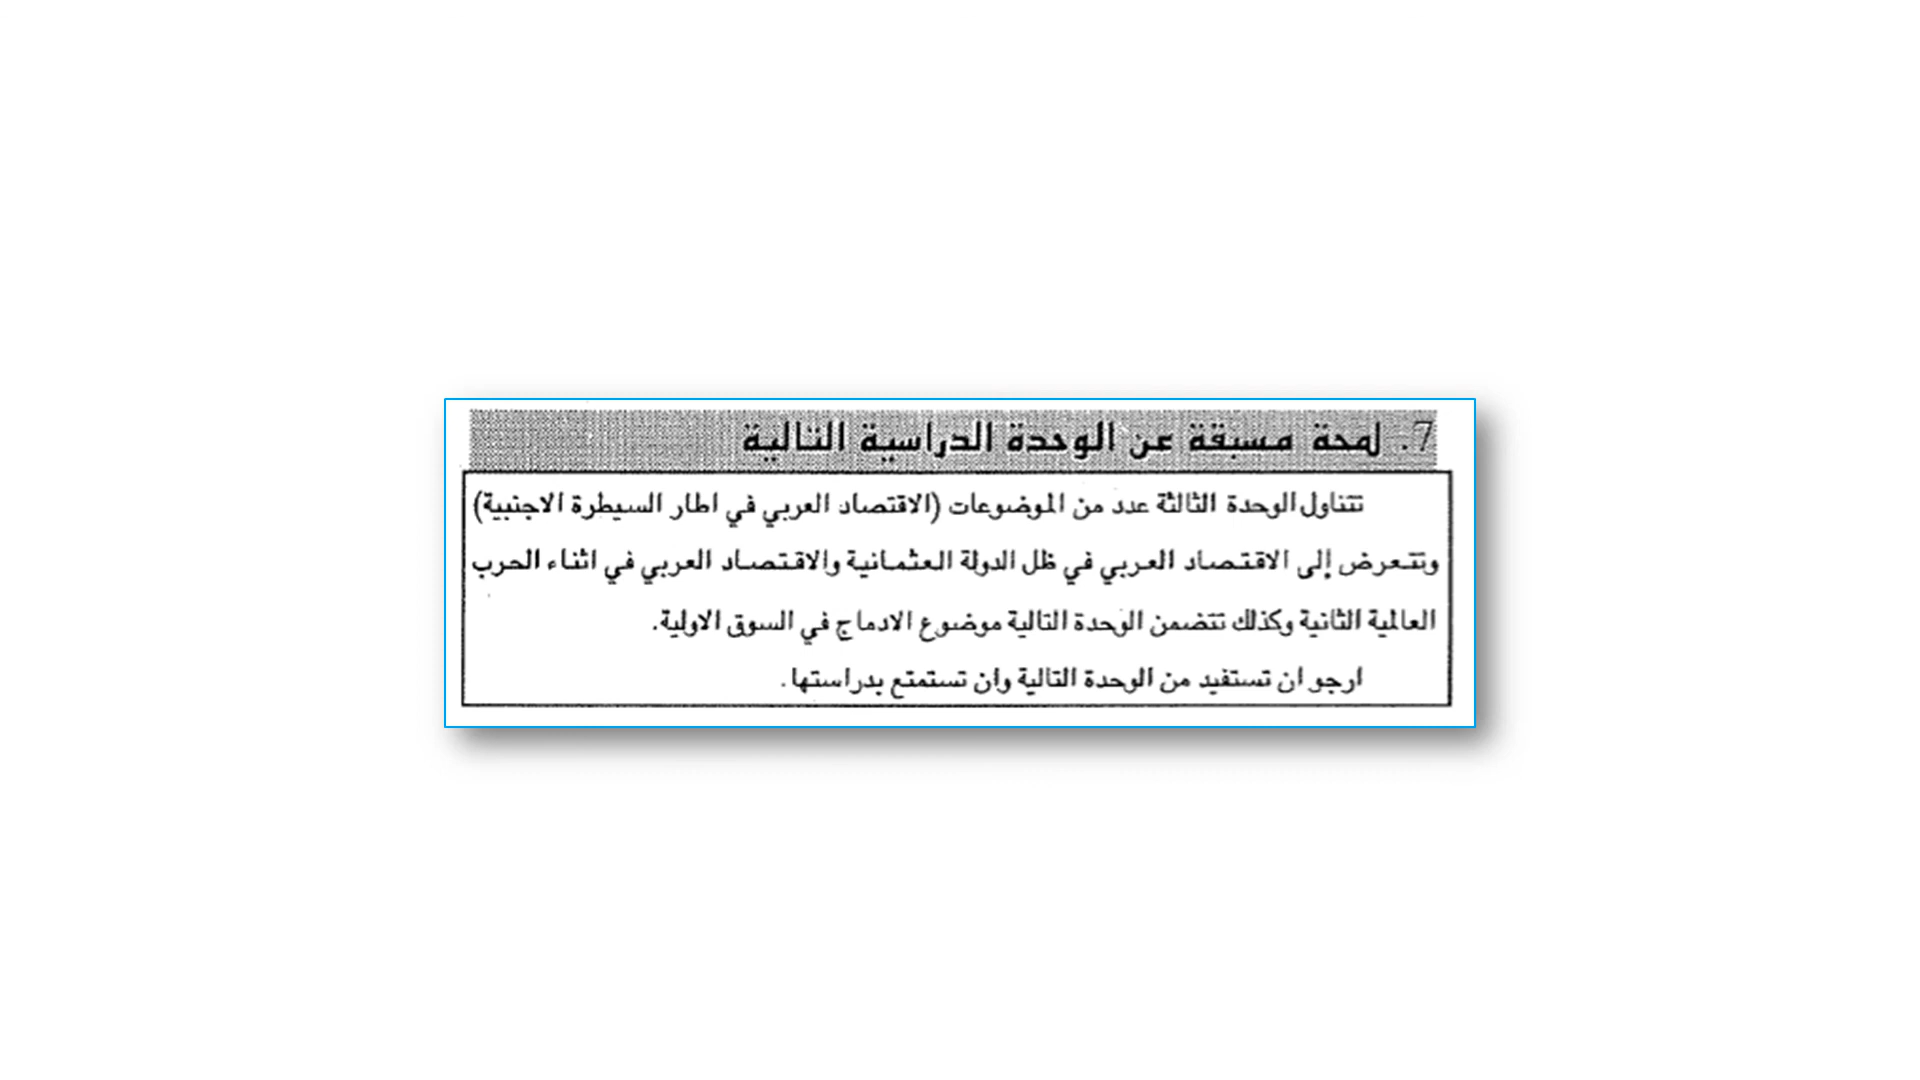 7. لمحة مسبقة عن الوحدة الدراسية التالية
تتناول الوحدة الثالثة عدد من الموضوعات (الاقتصاد العربي في اطار السيطرة الاجنبية)
وتتعرض إلى الاقتصاد العربي في ظل الدولة العثمانية والاقتصاد العربي في اثناء الحرب
العالمية الثانية وكذلك تتضمن الوحدة التالية موضوع الادماج في السوق الاولية.
ارجو ان تستفيد من الوحدة التالية وان تستمتع بدراستها.